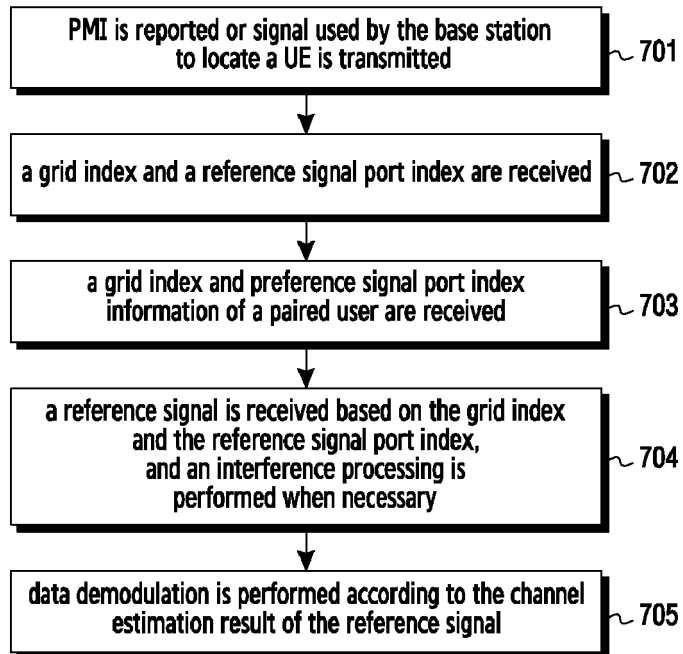 PMI is reported or signal used by the base station
to locate a UE is transmitted
701
a grid index and a reference signal port index are received
702
a grid index and preference signal port index
information of a paired user are received
703
a reference signal is received based on the grid index
and the reference signal port index,
and an interference processing is
performed when necessary
704
data demodulation is performed according to the channel
estimation result of the reference signal
705